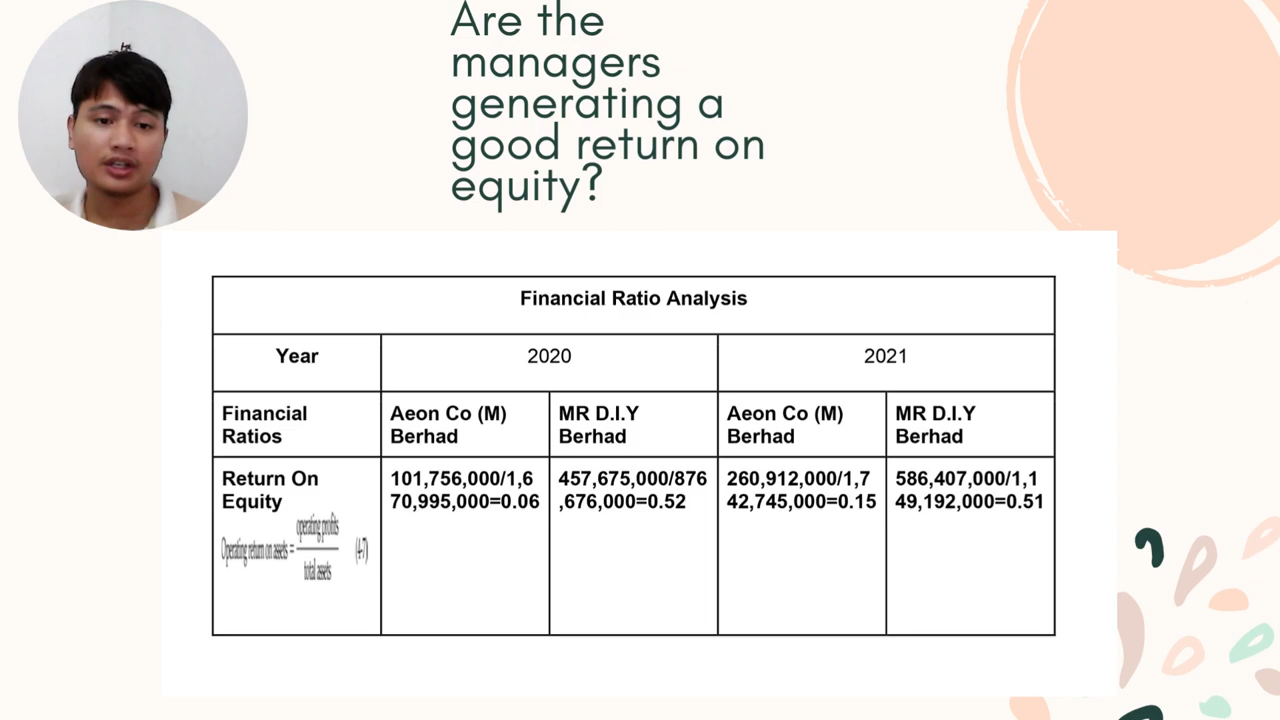 Are the
managers
generating a
good return on
equity?
Financial Ratio Analysis
Year
2020
2021
Financial
Ratios
Aeon Co (M)
Berhad
MR D.I.Y
Berhad
Aeon Co (M)
Berhad
MR D.I.Y
Berhad
Return On
Equity
Operating return on assets = operating profits
total assets
(4-7)
101,756,000/1,6
70,995,000=0.06
457,675,000/876
,676,000=0.52
260,912,000/1,7
42,745,000=0.15
586,407,000/1,1
49,192,000=0.51